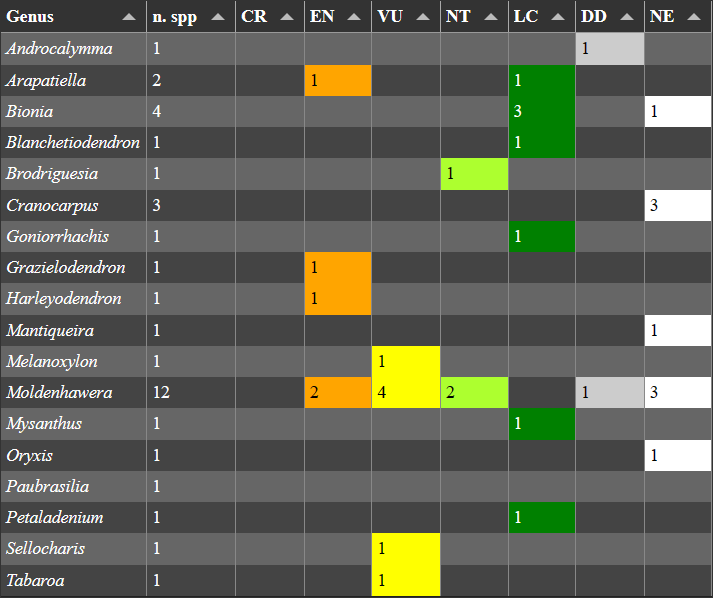 Genus n. spp CR EN VU NT LC DD NE
Androcalymma 1 1
Arapatiella 2 1 1
Bionia 4 3 1
Blanchetiodendron 1 1
Brodriguesia 1 1
Cranocarpus 3 3
Goniorrhachis 1 1
Grazielodendron 1 1
Harleyodendron 1 1
Mantiqueira 1 1
Melanoxylon 1 1
Moldenhawera 12 2 4 2 1 3
Mysanthus 1 1
Oryxis 1 1
Paubrasilia 1
Petaladenium 1 1
Sellocharis 1 1
Tabaroa 1 1